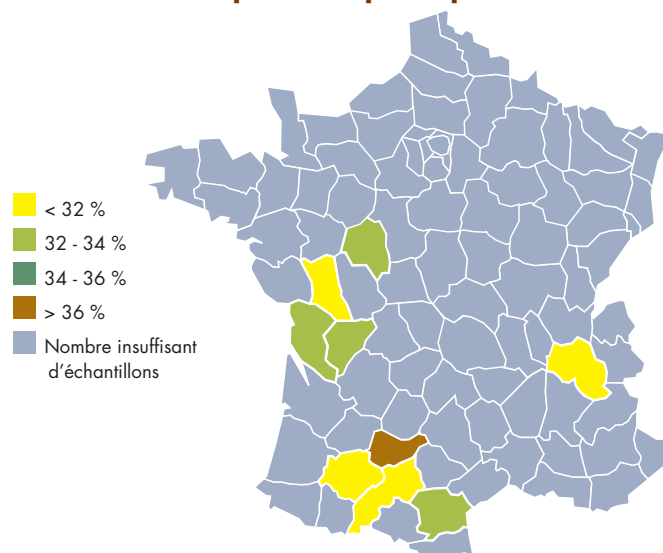 < 32 %
32 - 34 %
34 - 36 %
> 36 %
Nombre insuffisant
d'échantillons